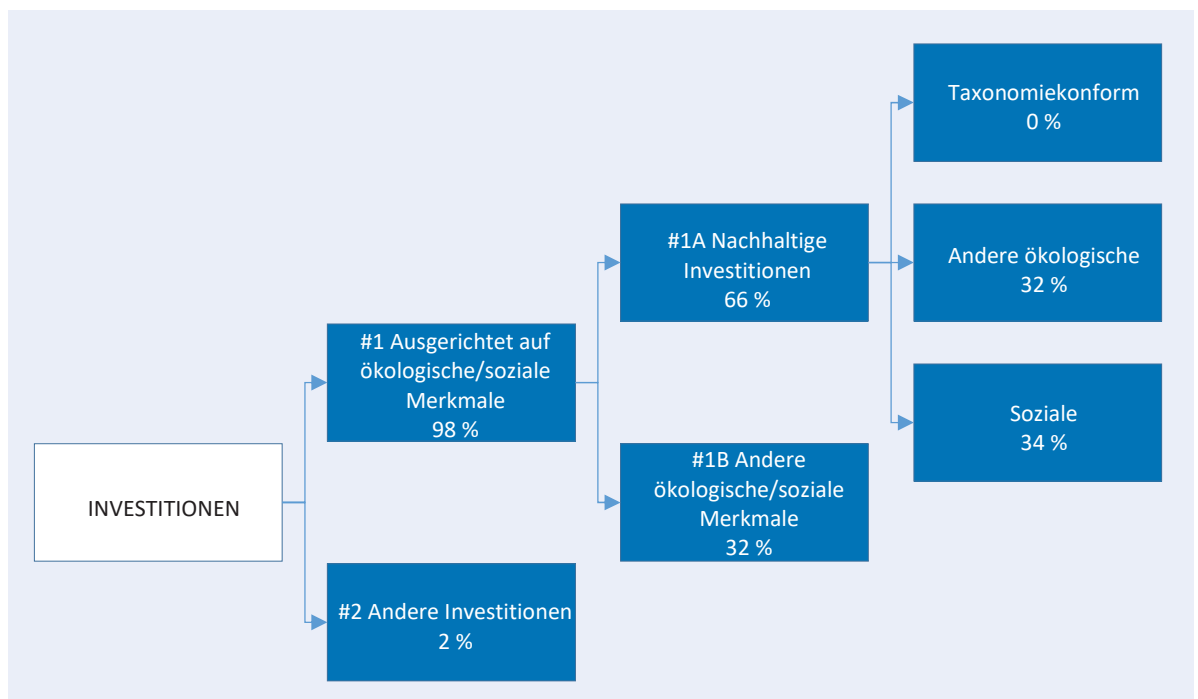 INVESTITIONEN
#1 Ausgerichtet auf
ökologische/soziale
Merkmale
98 %
#2 Andere Investitionen
2 %
#1A Nachhaltige
Investitionen
66 %
#1B Andere
ökologische/soziale
Merkmale
32 %
Taxonomiekonform
0 %
Andere ökologische
32 %
Soziale
34 %